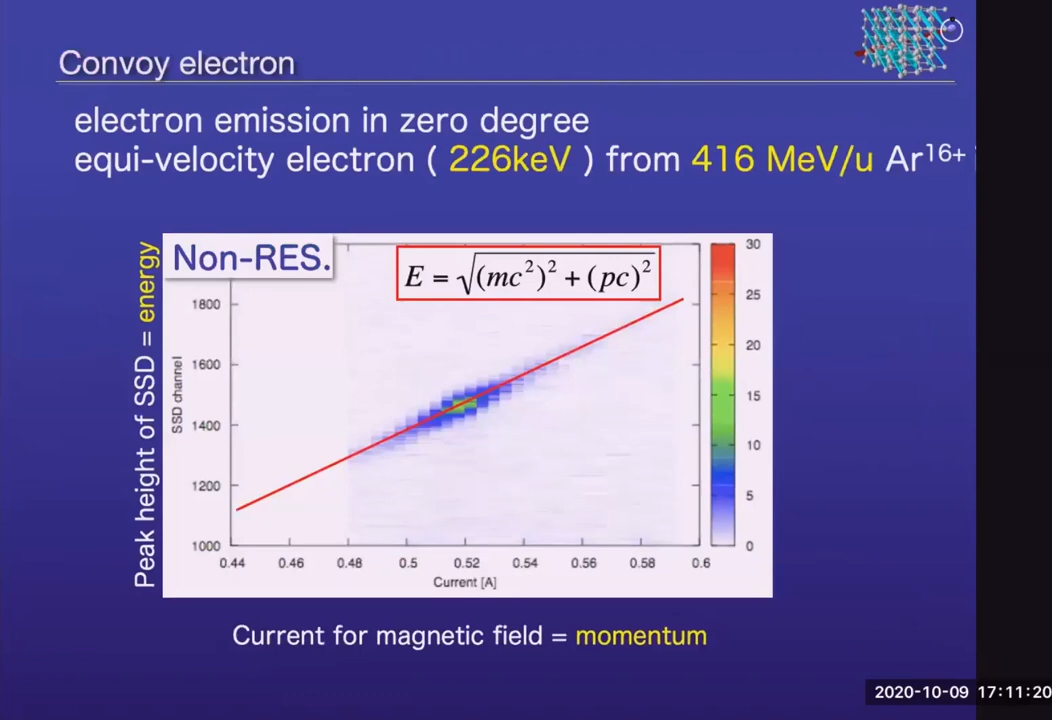 Convoy electron
electron emission in zero degree
equi-velocity electron ( 226keV ) from 416 MeV/u Ar¹⁶⁺
Non-RES.
E = √(mc²)² + (pc)²
Peak height of SSD = energy
SSD channel
1800
1600
1400
1200
1000
0.44 0.46 0.48 0.5 0.52 0.54 0.56 0.58 0.6
Current [A]
30
25
20
15
10
5
0
Current for magnetic field = momentum
2020-10-09 17:11:20